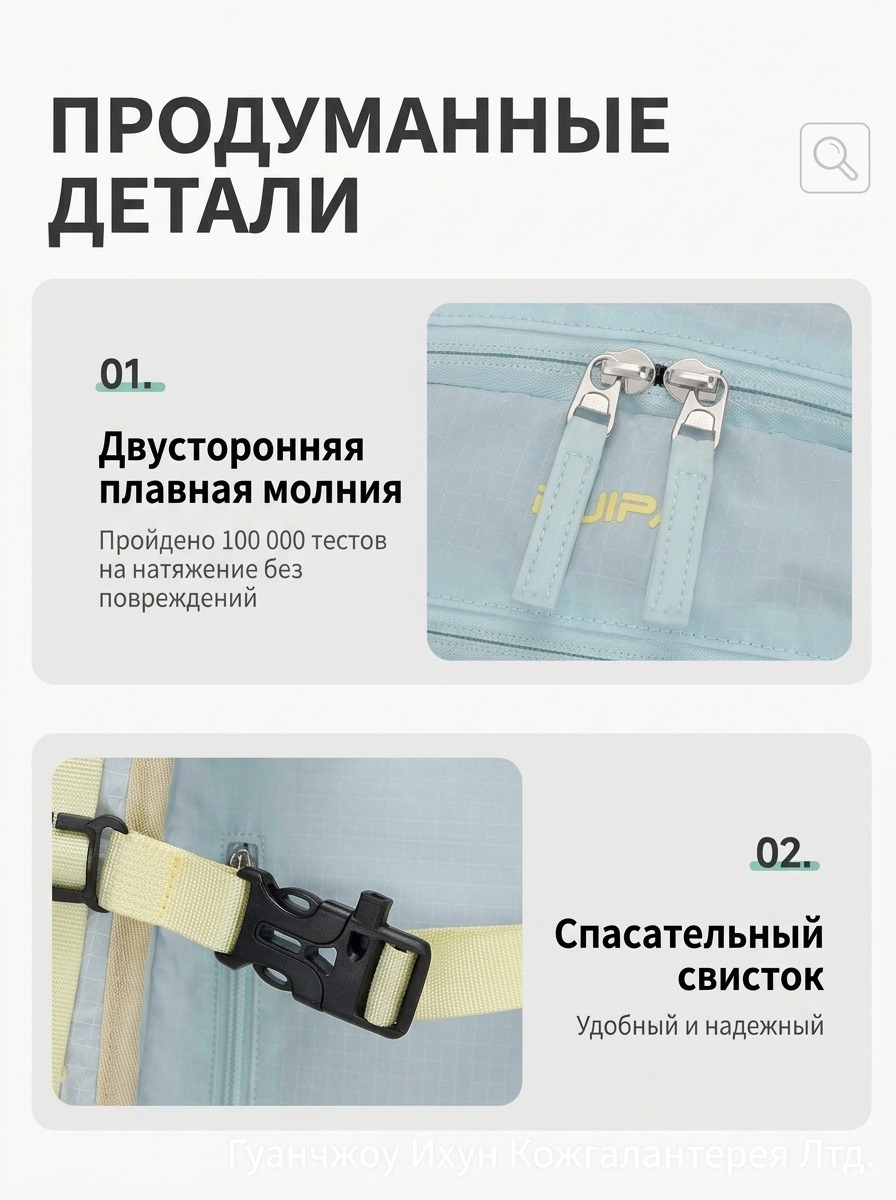 ПРОДУМАННЫЕ
ДЕТАЛИ
01.
Двусторонняя
плавная молния
Пройдено 100 000 тестов
на натяжение без
повреждений
02.
Спасательный
свисток
Удобный и надежный
Гуанчжоу Ихун Кожгалантерея Лтд.